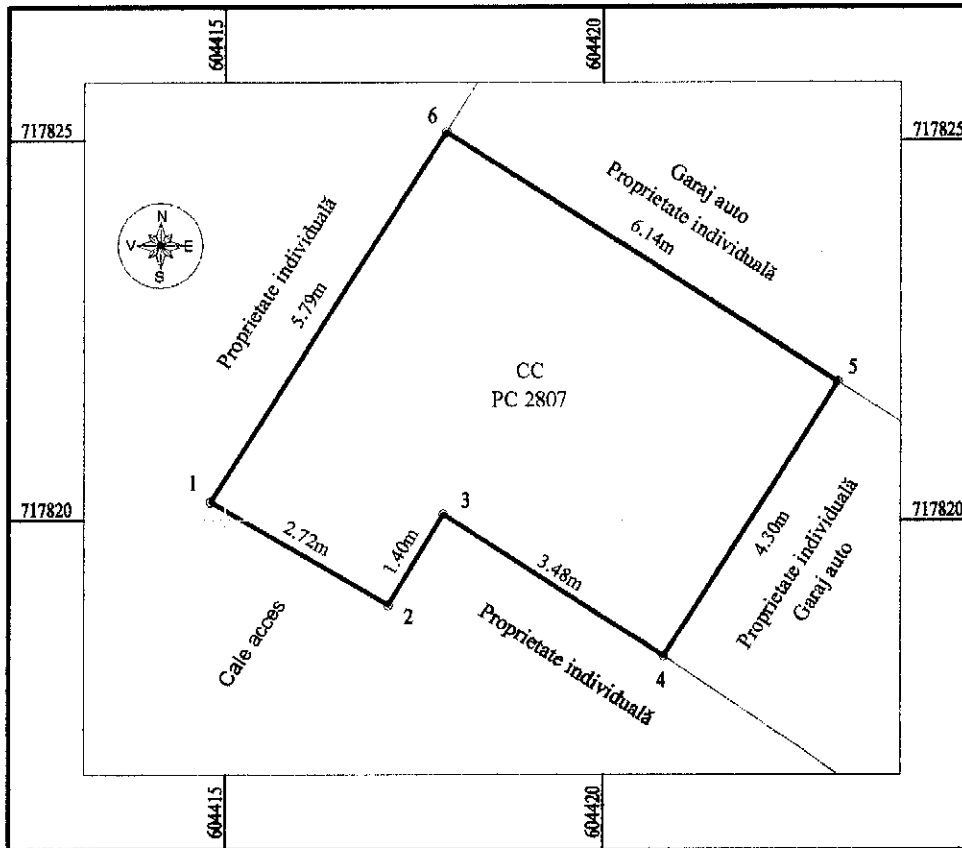 604415
604420
717825
717825
6
Garaj auto
Proprietate individuală
6.14m
Proprietate individuală
5.79m
N
V
E
S
CC
PC 2807
5
1
3
717820
717820
2.72m
1.40m
3.48m
4.30m
Proprietate individuală
Garaj auto
2
Cale acces
Proprietate individuală
4
604415
604420